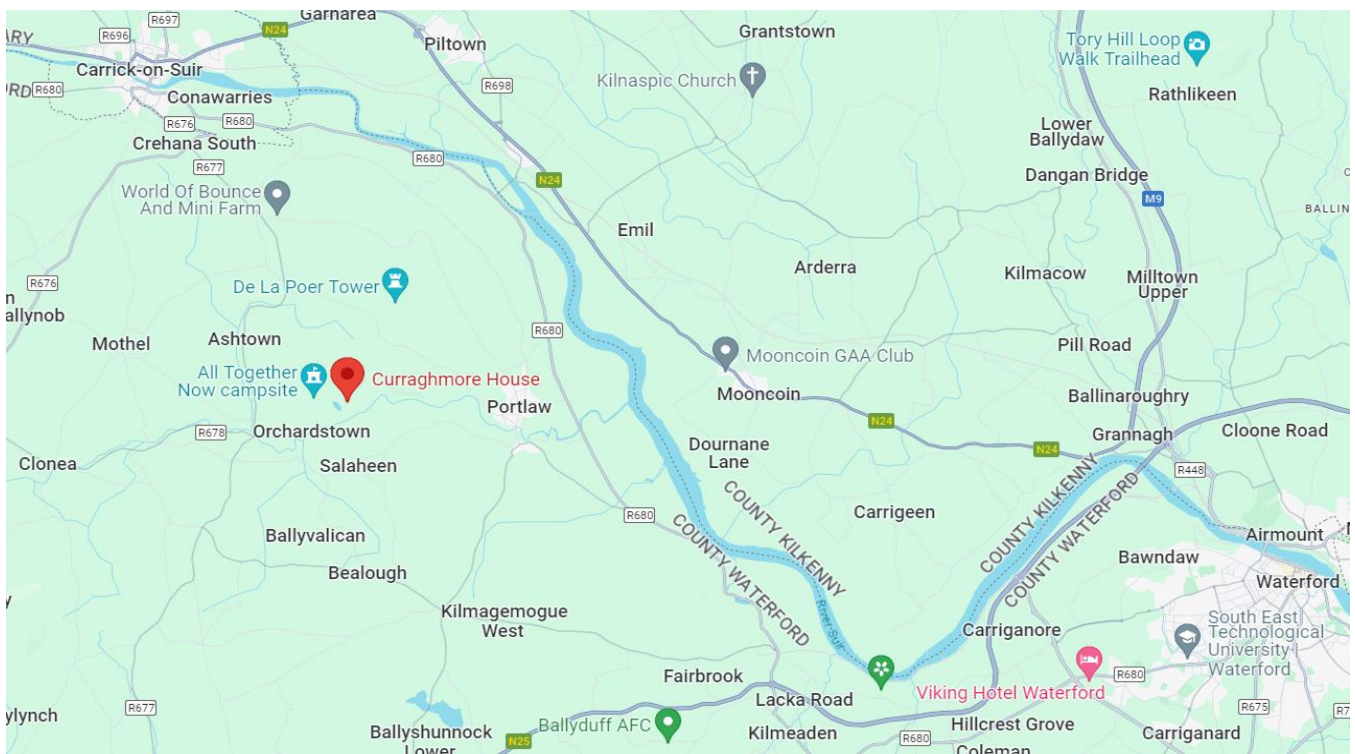 R697
Garnarea
R696
N24
ARY
Piltown
Grantstown
Tory Hill Loop
Walk Trailhead
Carrick-on-Suir
Kilnaspic Church
R698
R680
Conawarries
Rathlikeen
R676
R680
Lower
Ballydaw
Crehana South
R677
R680
Dangan Bridge
N24
World Of Bounce
And Mini Farm
M9
BALLIN
Emil
Arderra
Kilmacow
Milltown
Upper
R676
De La Poer Tower
allynob
R680
Mothel
Ashtown
Pill Road
Mooncoin GAA Club
All Together
Now campsite
Curraghmore House
Mooncoin
Portlaw
Ballinaroughry
N24
R678
Orchardstown
Grannagh
Cloone Road
Clonea
Salaheen
Dournane
Lane
N24
R448
COUNTY KILKENNY
COUNTY WATERFORD
COUNTY KILKENNY
COUNTY WATERFORD
R680
Carrigeen
Ballyvalican
Airmount
Bawndaw
Bealough
Waterford
Kilmagemogue
West
River Suir
Carriganore
South East
Technological
University |
Waterford
Fairbrook
Lacka Road
Viking Hotel Waterford
R680
ylynch
R677
Ballyshunnock
Lower
Ballyduff AFC
Kilmeaden
Hillcrest Grove
R675
R680
Carriganard
N25
Coleman